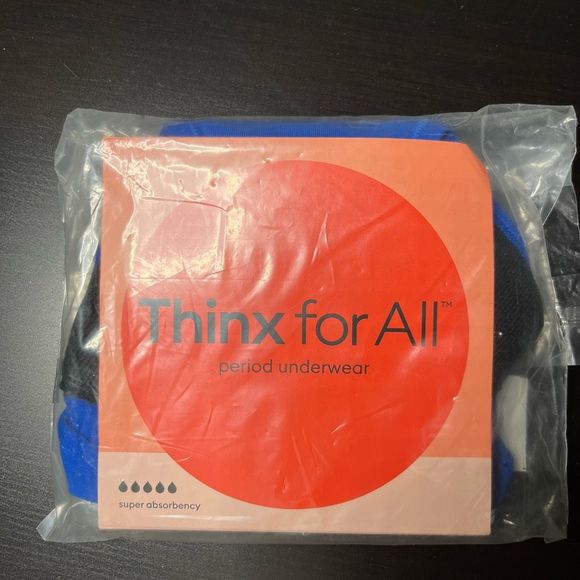 Thinx for All™
period underwear
super absorbency